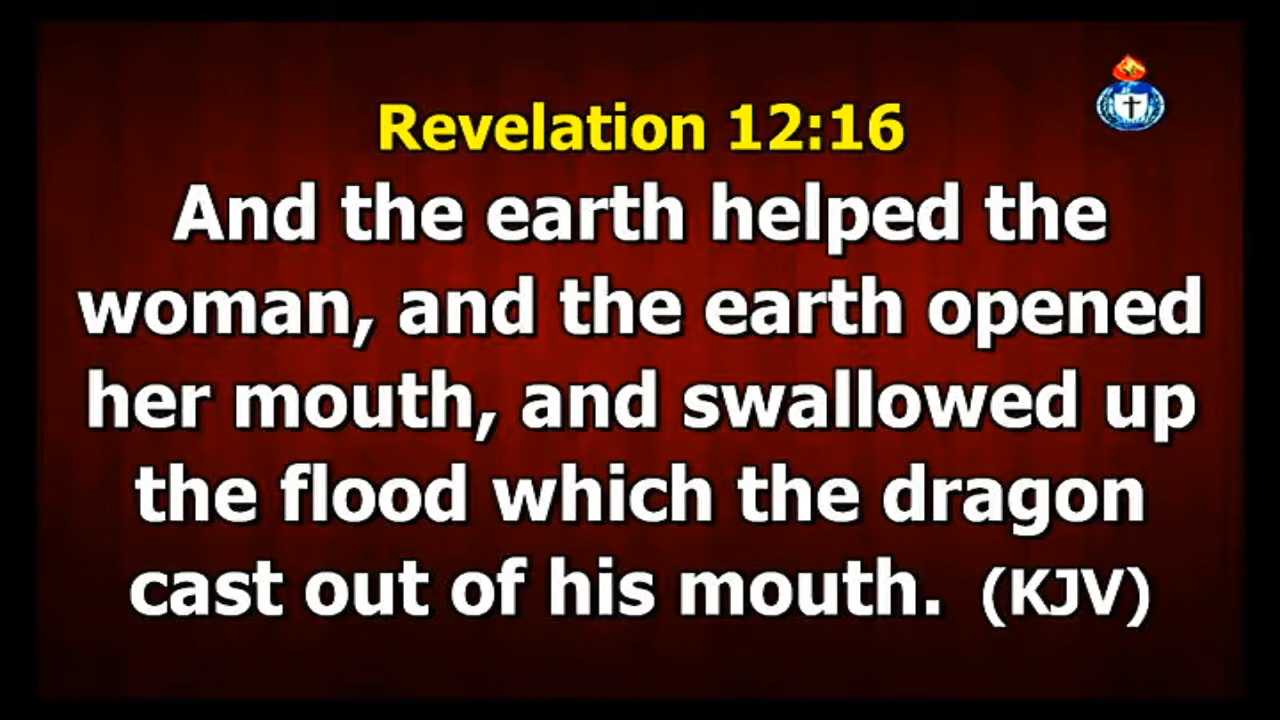 Revelation 12:16
And the earth helped the
woman, and the earth opened
her mouth, and swallowed up
the flood which the dragon
cast out of his mouth. (KJV)